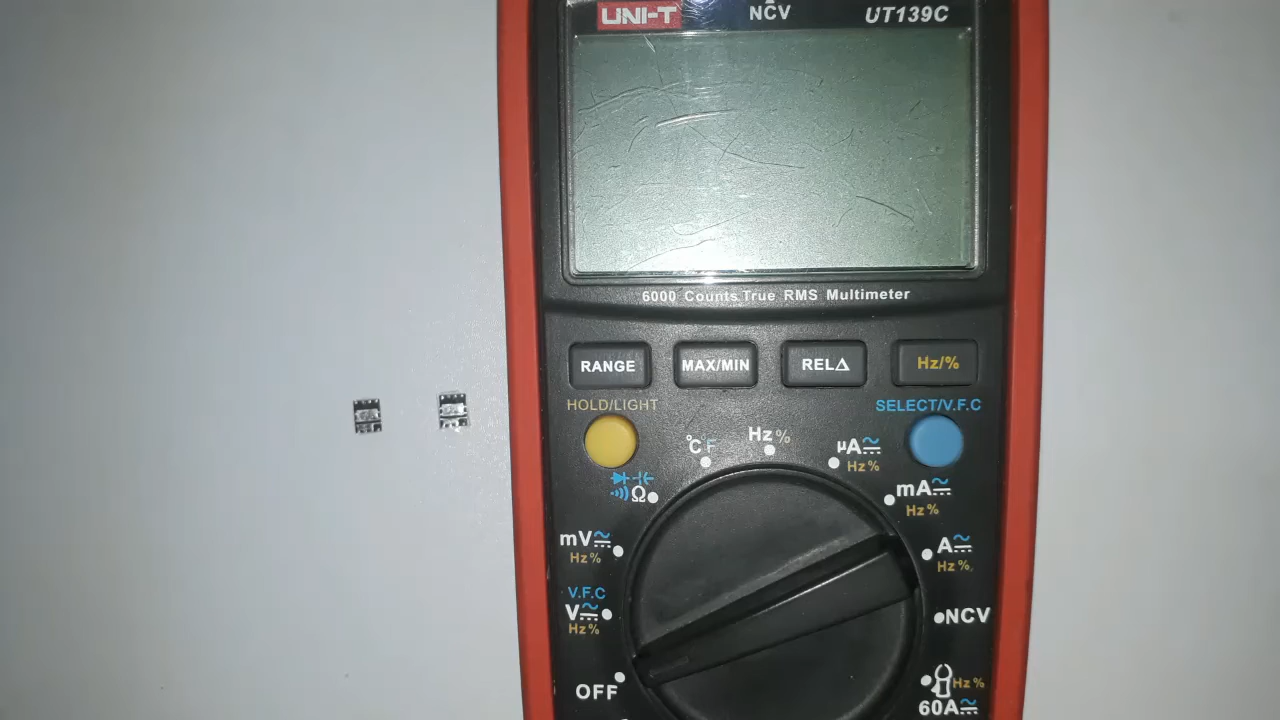 UNI-T NCV UT139C
6000 Counts True RMS Multimeter
RANGE MAX/MIN RELΔ Hz/%
HOLD/LIGHT SELECT/V.F.C
°C F Hz% µA
Hz%
Ω mA
Hz%
mV A
Hz% Hz%
V.F.C
V NCV
Hz%
OFF Hz%
60A